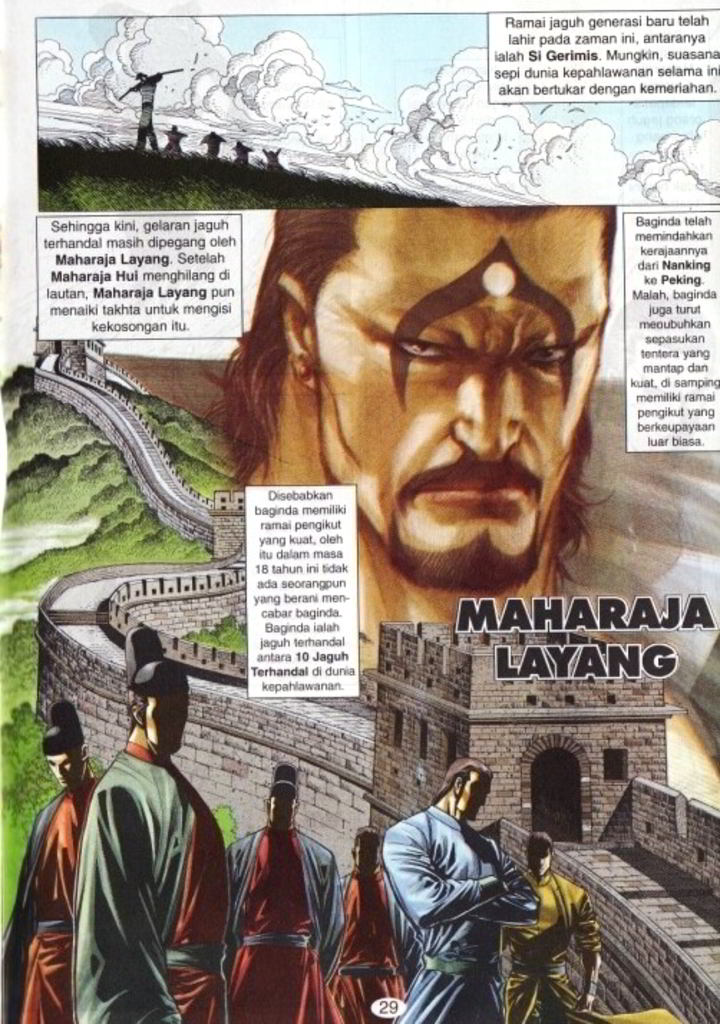 Ramai jaguh generasi baru telah
lahir pada zaman ini, antaranya
ialah Si Gerimis. Mungkin, suasana
sepi dunia kepahlawanan selama ini
akan bertukar dengan kemeriahan.
Sehingga kini, gelaran jaguh
terhandal masih dipegang oleh
Maharaja Layang. Setelah
Maharaja Hui menghilang di
lautan, Maharaja Layang pun
menaiki takhta untuk mengisi
kekosongan itu.
Baginda telah
memindahkan
kerajaannya
dari Nanking
ke Peking.
Malah, baginda
juga turut
meoubuhkan
sepasukan
tentera yang
mantap dan
kuat, di samping
memiliki ramai
pengikut yang
berkeupayaan
luar biasa.
Disebabkan
baginda memiliki
ramai pengikut
yang kuat, oleh
itu dalam masa
18 tahun ini tidak
ada seorangpun
yang berani men-
cabar baginda.
Baginda ialah
jaguh terhandal
antara 10 Jaguh
Terhandal di dunia
kepahlawanan.
MAHARAJA
LAYANG
29